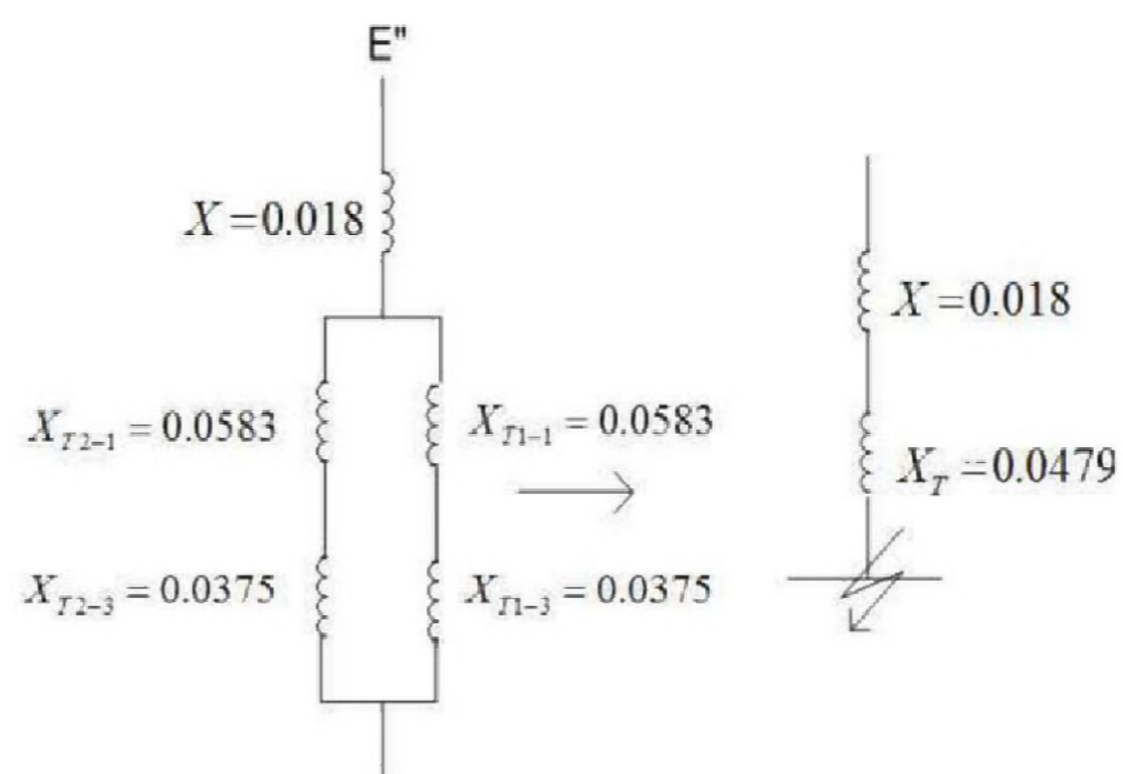 E"
X=0.018
X=0.018
X_{T2-1} = 0.0583
X_{T1-1} = 0.0583
X_T=0.0479
X_{T2-3} = 0.0375
X_{T1-3} = 0.0375